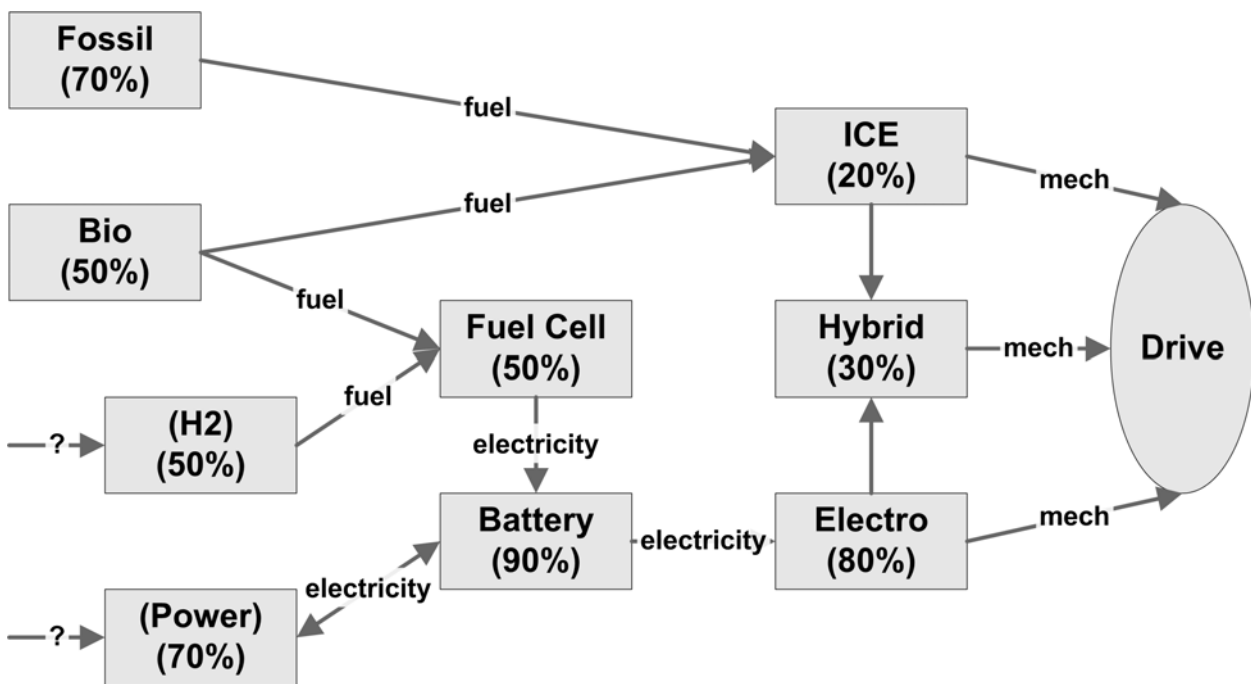 Fossil
(70%)
fuel
ICE
(20%)
mech
Bio
(50%)
fuel
fuel
Fuel Cell
(50%)
Hybrid
(30%)
mech
Drive
fuel
(H2)
(50%)
?
electricity
Battery
(90%)
electricity
Electro
(80%)
mech
electricity
(Power)
(70%)
?